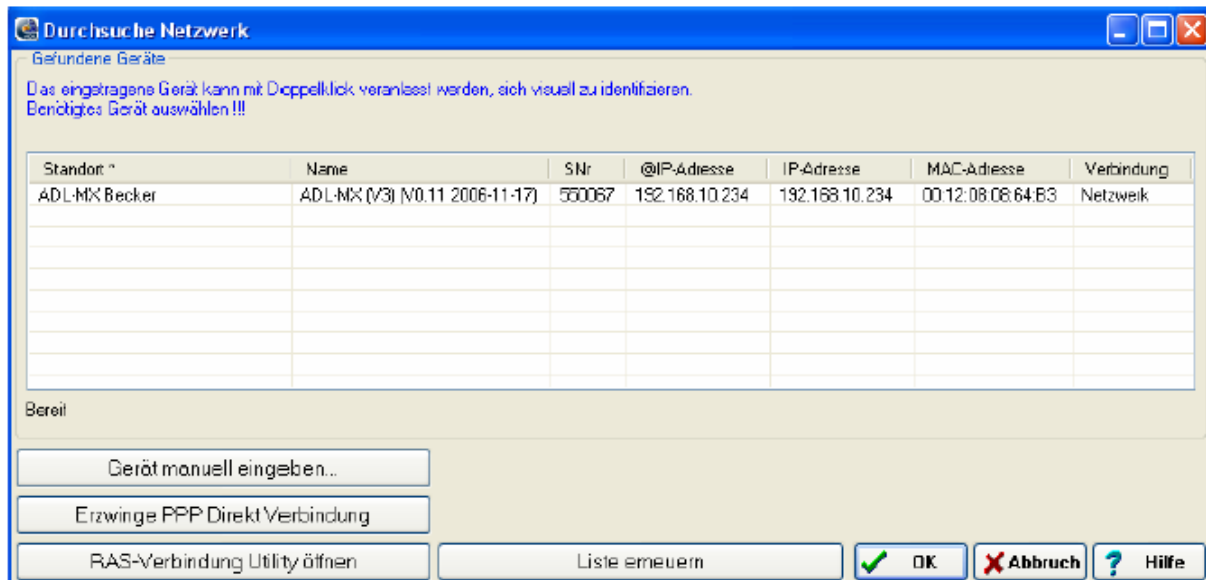 Durchsuche Netzwerk
Gefundene Geräte
Das eingetragene Gerät kann mit Doppelklick veranlasst werden, sich visuell zu identifizieren.
Benötigtes Gerät auswählen !!!
Standort ^ Name SNr @IP-Adresse IP-Adresse MAC-Adresse Verbindung
ADL-MX Becker ADL-MX (V3) (V0.11 2006-11-17) 550067 192.168.10.234 192.168.10.234 00:12:08:08:64:B3 Netzwerk
Bereit
Gerät manuell eingeben...
Erzwinge PPP Direkt Verbindung
RAS-Verbindung Utility öffnen Liste erneuern OK Abbruch ? Hilfe